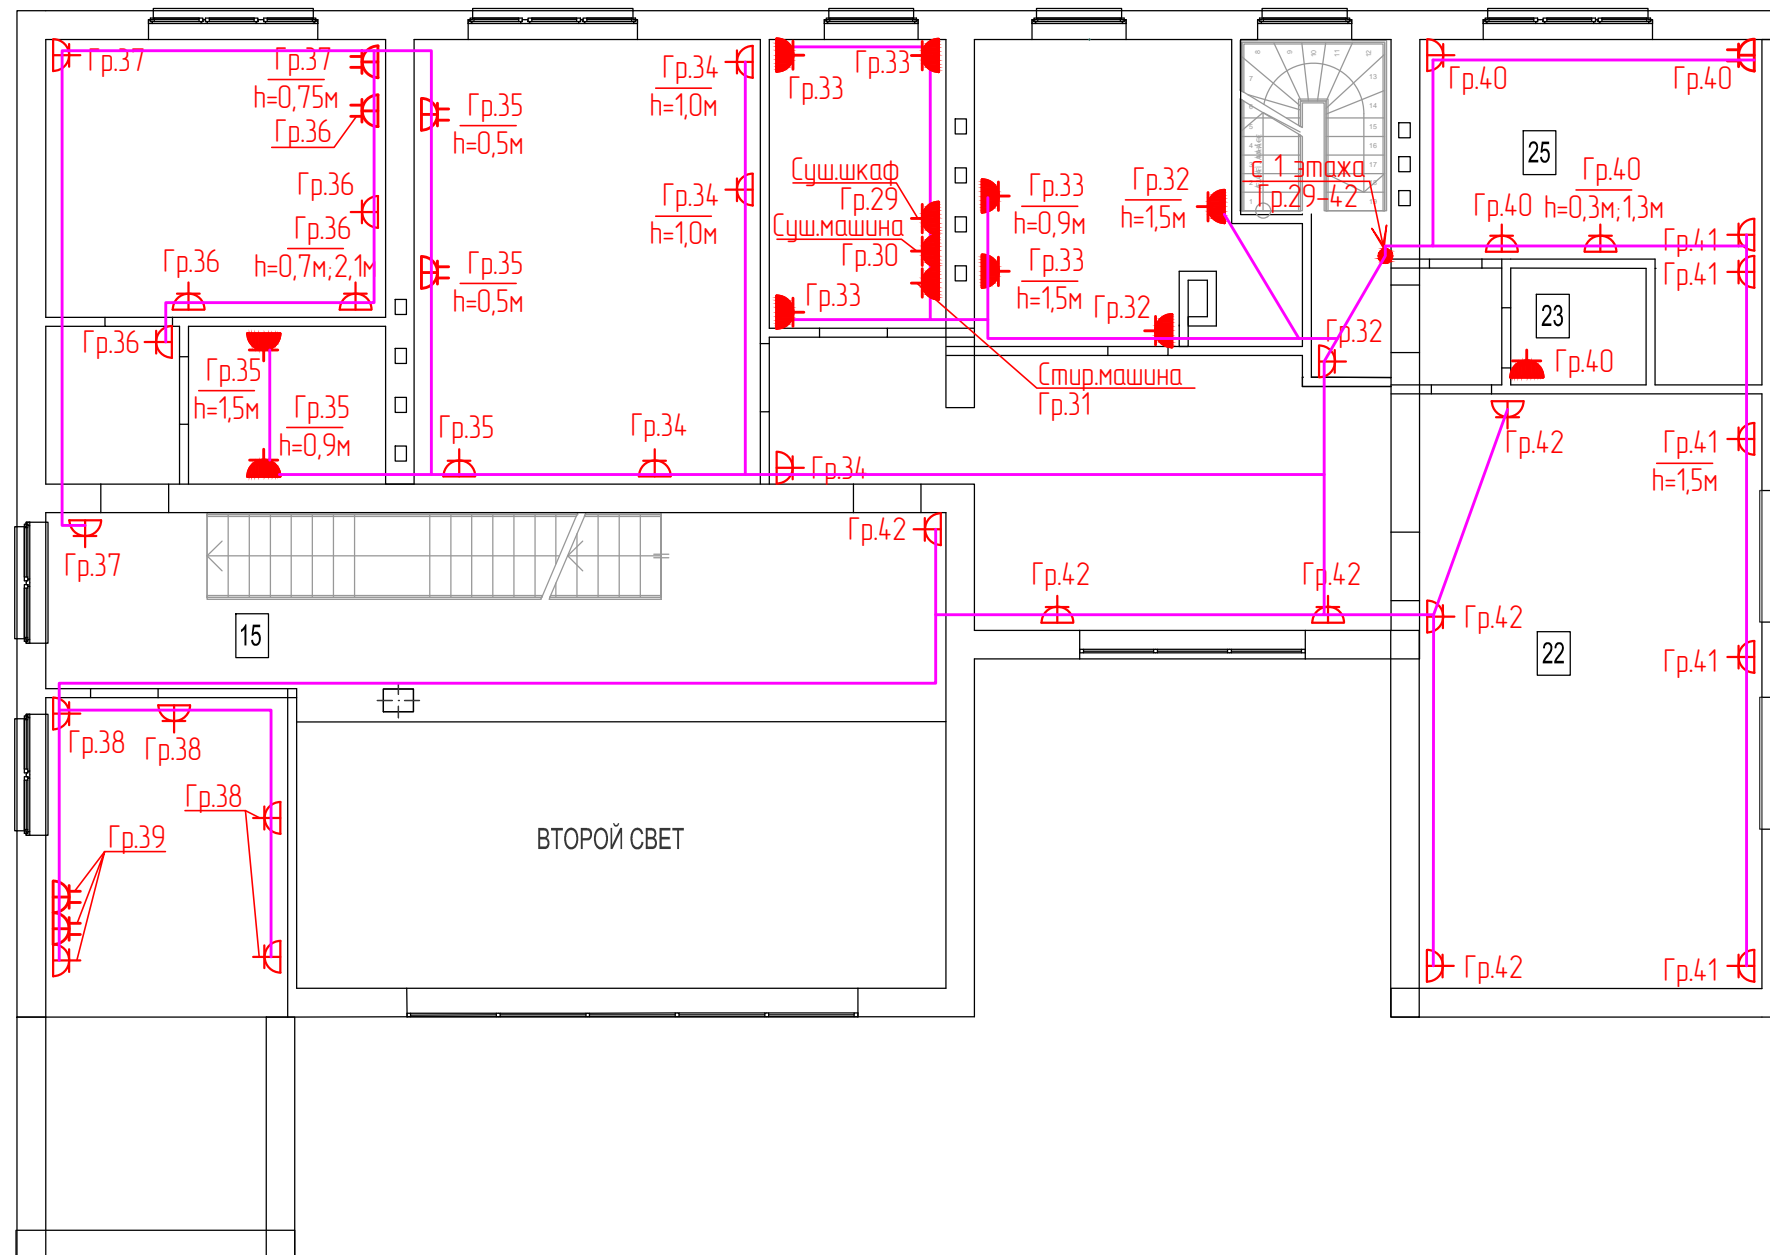 Гр.37
Гр.37
h=0,75м
Гр.36
Гр.36
Гр.36
h=0,7м;2,1м
Гр.36
Гр.36
Гр.35
h=0,5м
Гр.35
h=0,5м
Гр.34
h=1,0м
Гр.34
h=1,0м
Гр.33
Гр.33
Суш.шкаф
Гр.29
Суш.машина
Гр.30
Гр.33
Гр.33
h=0,9м
Гр.33
h=1,5м
Гр.32
h=1,5м
Гр.32
Гр.32
Стир.машина
Гр.31
с 1 этажа
Гр.29-42
Гр.40
Гр.40
25
Гр.40
Гр.40
h=0,3м;1,3м
Гр.41
Гр.41
23
Гр.40
Гр.35
h=1,5м
Гр.35
h=0,9м
Гр.35
Гр.34
Гр.34
Гр.42
Гр.41
h=1,5м
Гр.37
Гр.42
Гр.42
Гр.42
Гр.42
15
22
Гр.41
Гр.38
Гр.38
Гр.38
Гр.39
ВТОРОЙ СВЕТ
Гр.42
Гр.41